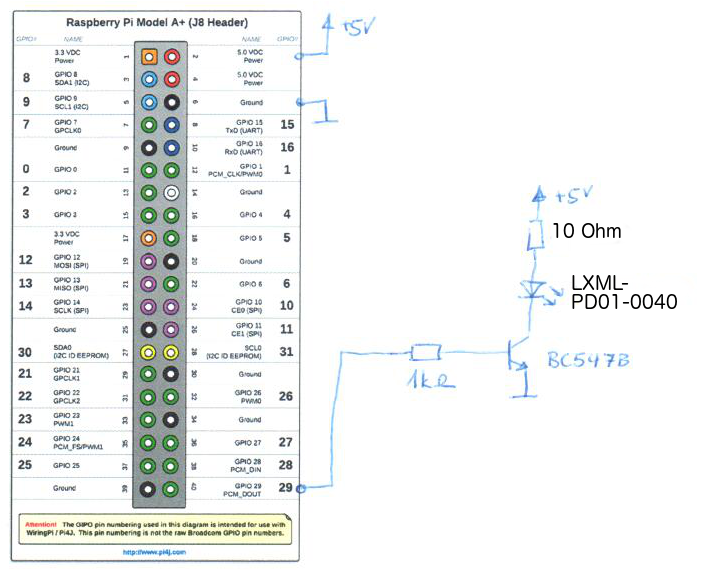 Raspberry Pi Model A+ (J8 Header)
GPIO# NAME NAME GPIO#
3.3 VDC
Power 1 2 5.0 VDC
Power
8 GPIO 8
SDA1 (I2C) 3 4 5.0 VDC
Power
9 GPIO 9
SCL1 (I2C) 5 6 Ground
7 GPIO 7
GPCLK0 7 8 GPIO 15
TxD (UART) 15
Ground 9 10 GPIO 16
RxD (UART) 16
0 GPIO 0 11 12 GPIO 1
PCM_CLK/PWM0 1
2 GPIO 2 13 14 Ground
3 GPIO 3 15 16 GPIO 4 4
3.3 VDC
Power 17 18 GPIO 5 5
12 GPIO 12
MOSI (SPI) 19 20 Ground
13 GPIO 13
MISO (SPI) 21 22 GPIO 6 6
14 GPIO 14
SCLK (SPI) 23 24 GPIO 10
CE0 (SPI) 10
Ground 25 26 GPIO 11
CE1 (SPI) 11
30 SDA0
(I2C ID EEPROM) 27 28 SCL0
(I2C ID EEPROM) 31
21 GPIO 21
GPCLK1 29 30 Ground
22 GPIO 22
GPCLK2 31 32 GPIO 26
PWM0 26
23 GPIO 23
PWM1 33 34 Ground
24 GPIO 24
PCM_FS/PWM1 35 36 GPIO 27 27
25 GPIO 25 37 38 GPIO 28
PCM_DIN 28
Ground 39 40 GPIO 29
PCM_DOUT 29
Attention! The GIPO pin numbering used in this diagram is intended for use with
WiringPi / Pi4J. This pin numbering is not the raw Broadcom GPIO pin numbers.
http://www.pi4j.com
+5V
+5V
10 Ohm
LXML-
PD01-0040
BC547B
1kΩ